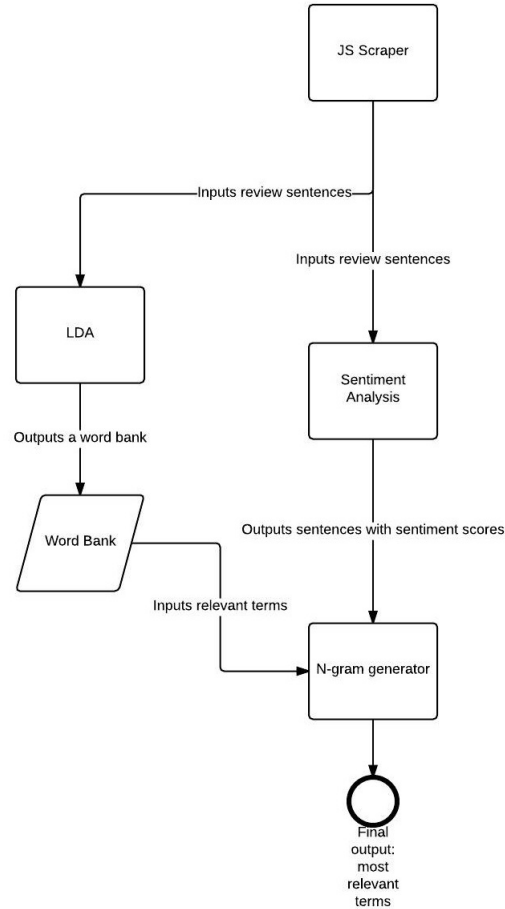 JS Scraper
Inputs review sentences
Inputs review sentences
LDA
Sentiment
Analysis
Outputs a word bank
Outputs sentences with sentiment scores
Word Bank
Inputs relevant terms
N-gram generator
Final
output:
most
relevant
terms